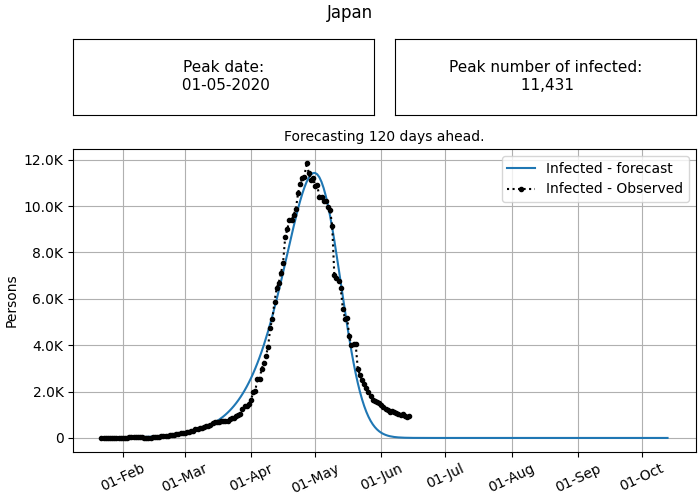 Japan
Peak date:
01-05-2020
Peak number of infected:
11,431
Forecasting 120 days ahead.
Infected - forecast
Infected - Observed
12.0K
10.0K
8.0K
6.0K
4.0K
2.0K
0
Persons
01-Feb
01-Mar
01-Apr
01-May
01-Jun
01-Jul
01-Aug
01-Sep
01-Oct